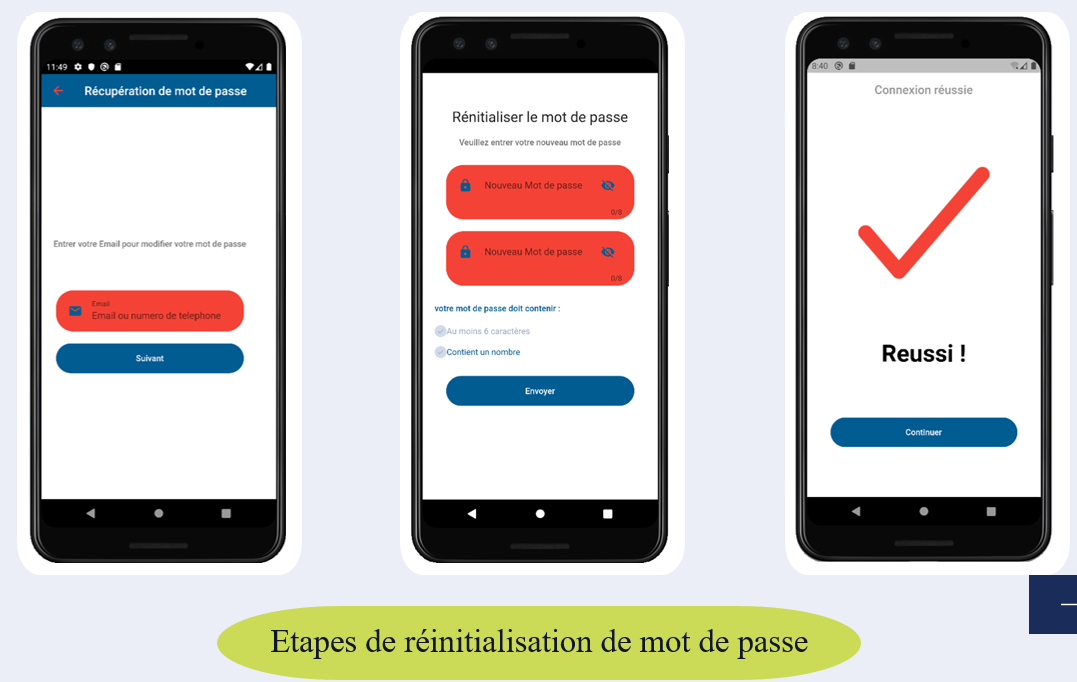 11:49
Récupération de mot de passe
Entrer votre Email pour modifier votre mot de passe
Email
Email ou numero de telephone
Suivant
Rénitialiser le mot de passe
Veuillez entrer votre nouveau mot de passe
Nouveau Mot de passe
0/8
Nouveau Mot de passe
0/8
votre mot de passe doit contenir :
Au moins 6 caractères
Contient un nombre
Envoyer
8:40
Connexion réussie
Reussi !
Continuer
Etapes de réinitialisation de mot de passe